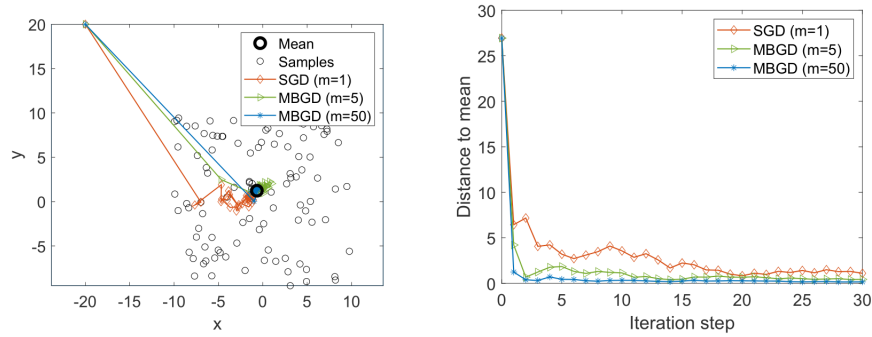 20
15
10
5
0
-5
y
-20
-15
-10
-5
0
5
10
x
Mean
Samples
SGD (m=1)
MBGD (m=5)
MBGD (m=50)
30
25
20
15
10
5
0
Distance to mean
0
5
10
15
20
25
30
Iteration step
SGD (m=1)
MBGD (m=5)
MBGD (m=50)